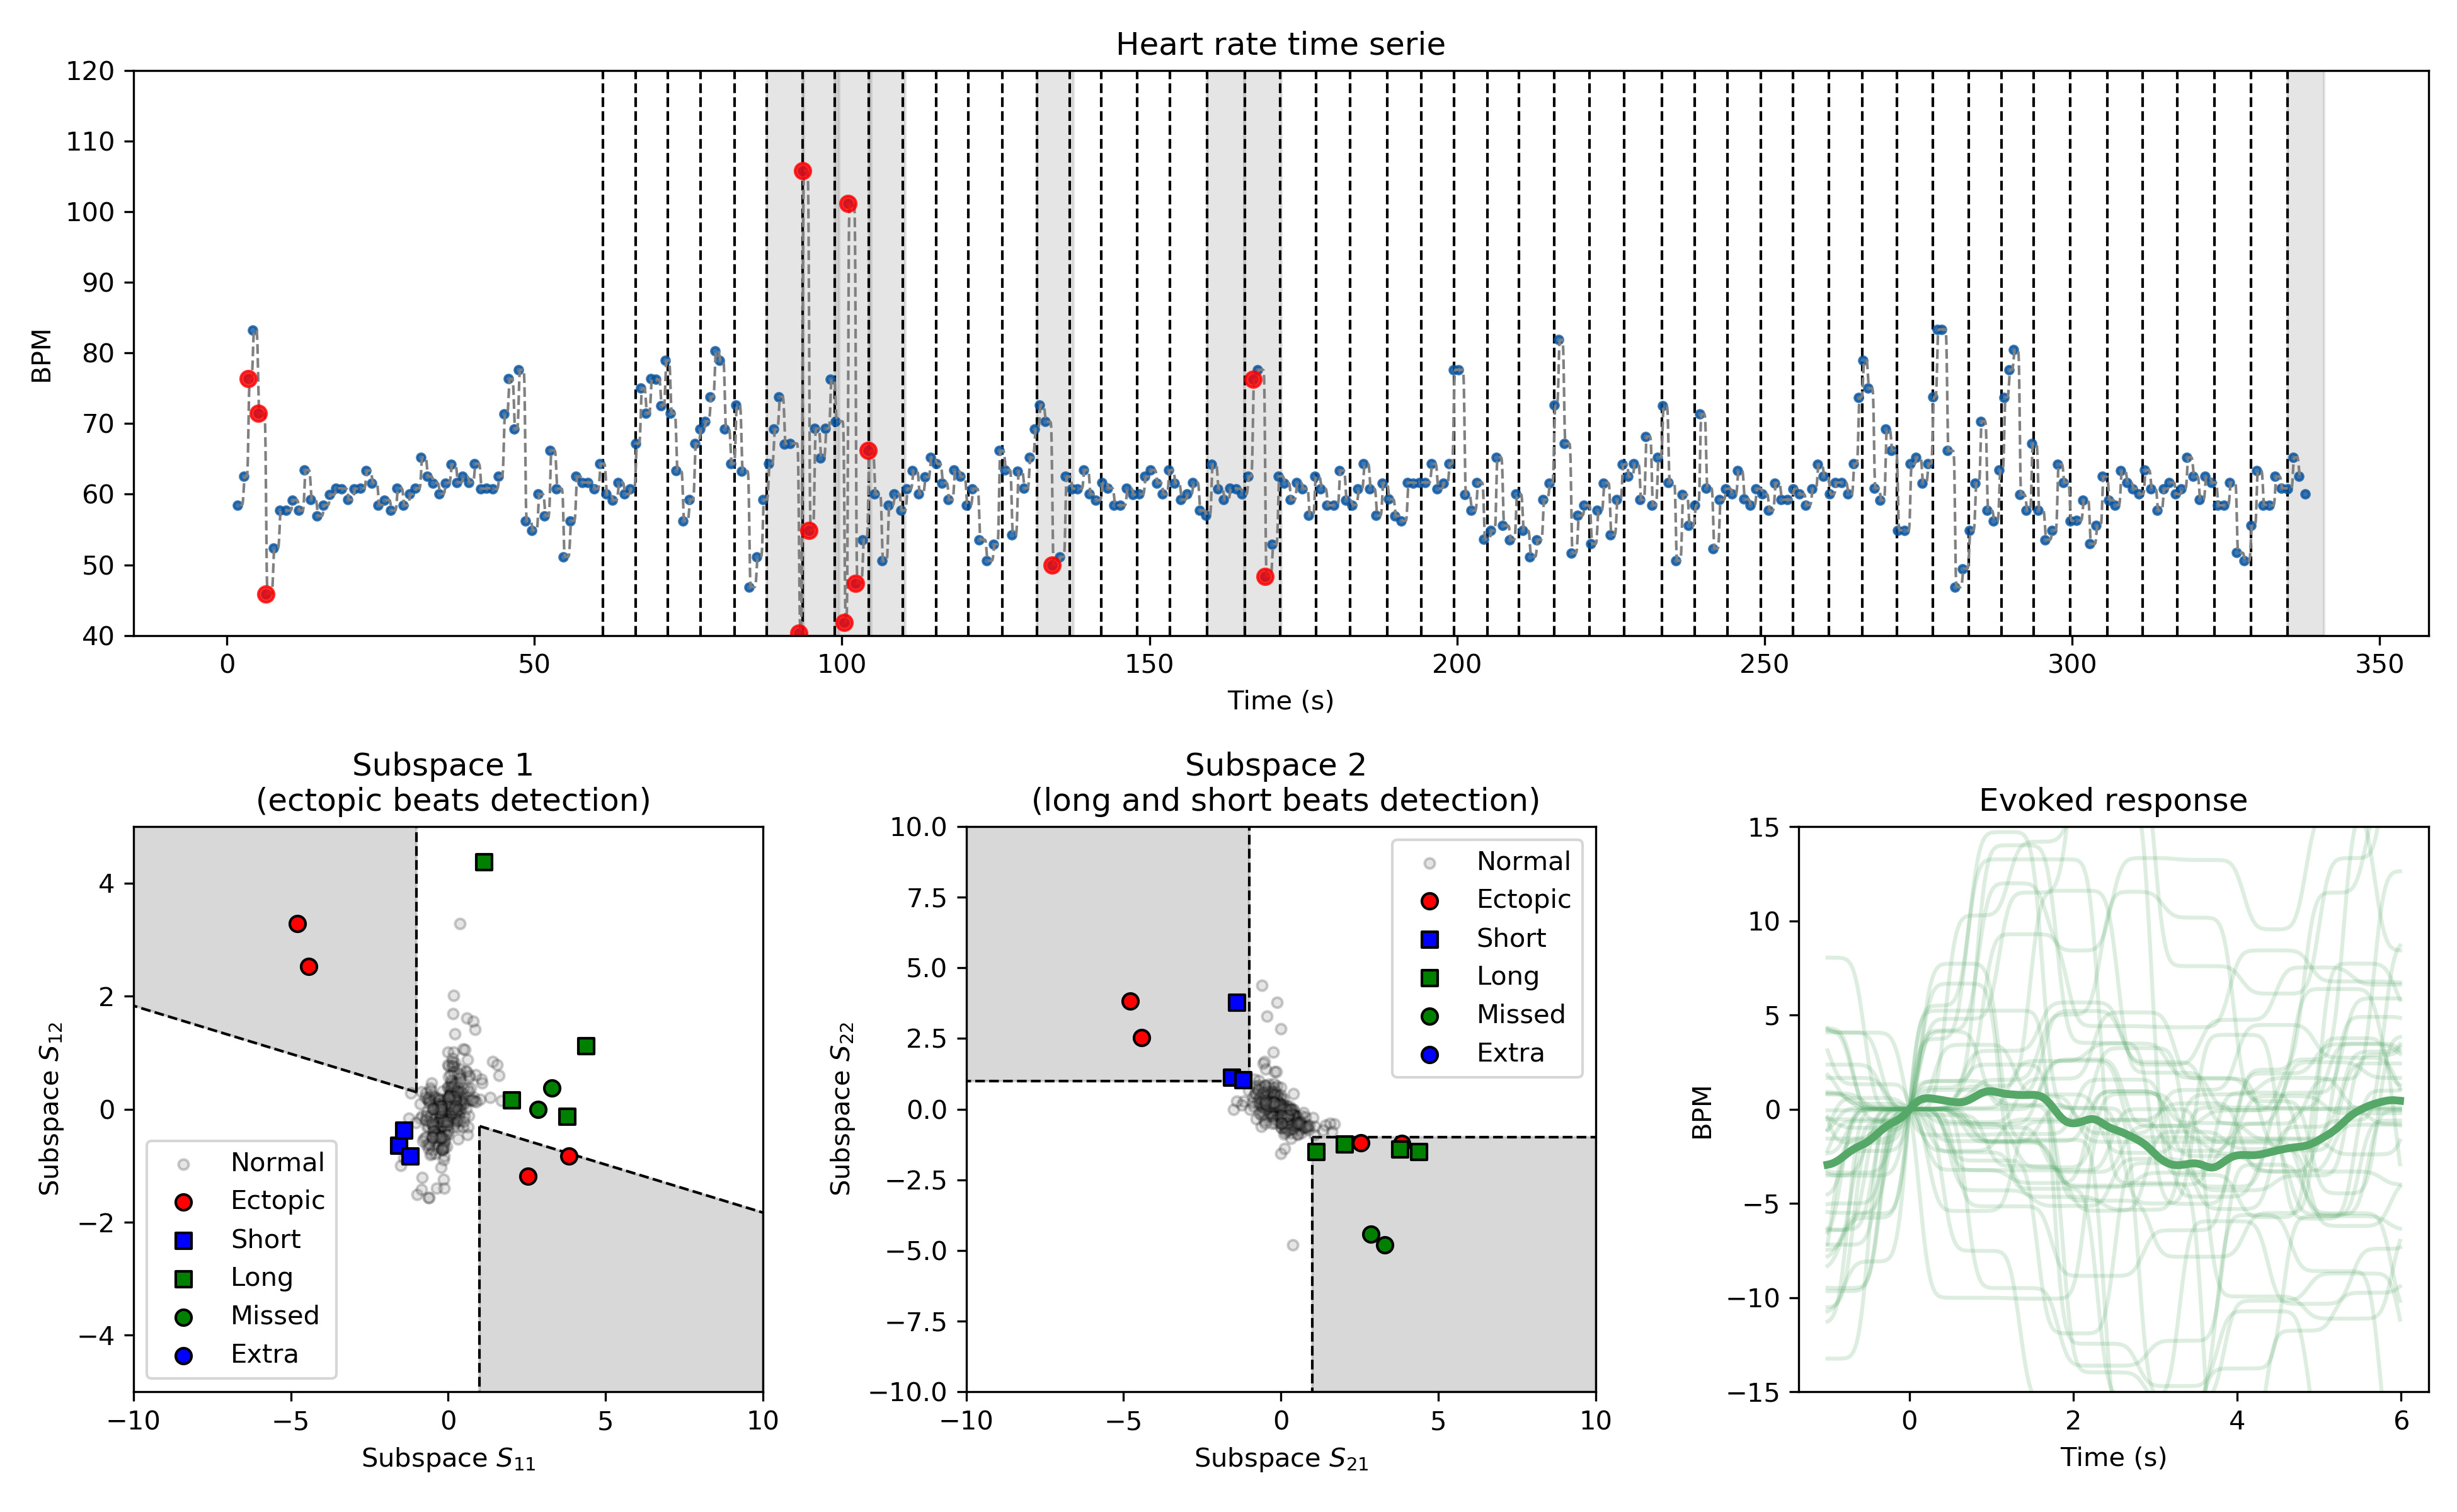 Heart rate time serie
120
110
100
90
80
70
60
50
40
BPM
0 50 100 150 200 250 300 350
Time (s)
Subspace 1
(ectopic beats detection)
4
2
0
−2
−4
Subspace S12
Normal
Ectopic
Short
Long
Missed
Extra
−10 −5 0 5 10
Subspace S11
Subspace 2
(long and short beats detection)
10.0
7.5
5.0
2.5
0.0
−2.5
−5.0
−7.5
−10.0
Subspace S22
Normal
Ectopic
Short
Long
Missed
Extra
−10 −5 0 5 10
Subspace S21
Evoked response
15
10
5
0
−5
−10
−15
BPM
0 2 4 6
Time (s)